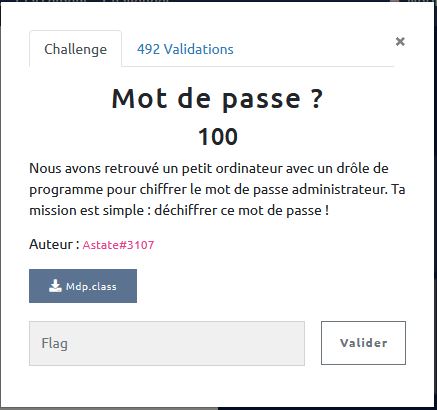 Challenge
492 Validations
×
Mot de passe ?
100
Nous avons retrouvé un petit ordinateur avec un drôle de
programme pour chiffrer le mot de passe administrateur. Ta
mission est simple : déchiffrer ce mot de passe !
Auteur : Astate#3107
Mdp.class
Flag
Valider